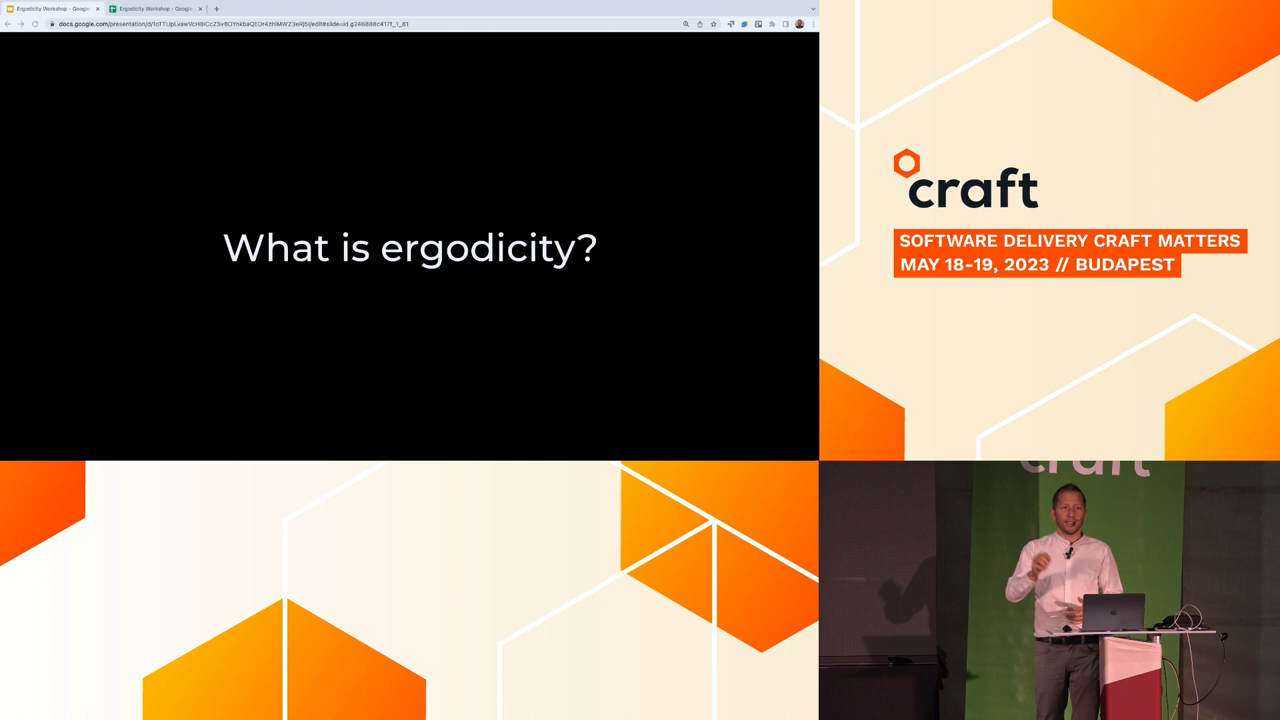 Ergodicity Workshop - Google
Ergodicity Workshop - Google
What is ergodicity?
craft
SOFTWARE DELIVERY CRAFT MATTERS
MAY 18-19, 2023 // BUDAPEST
craft